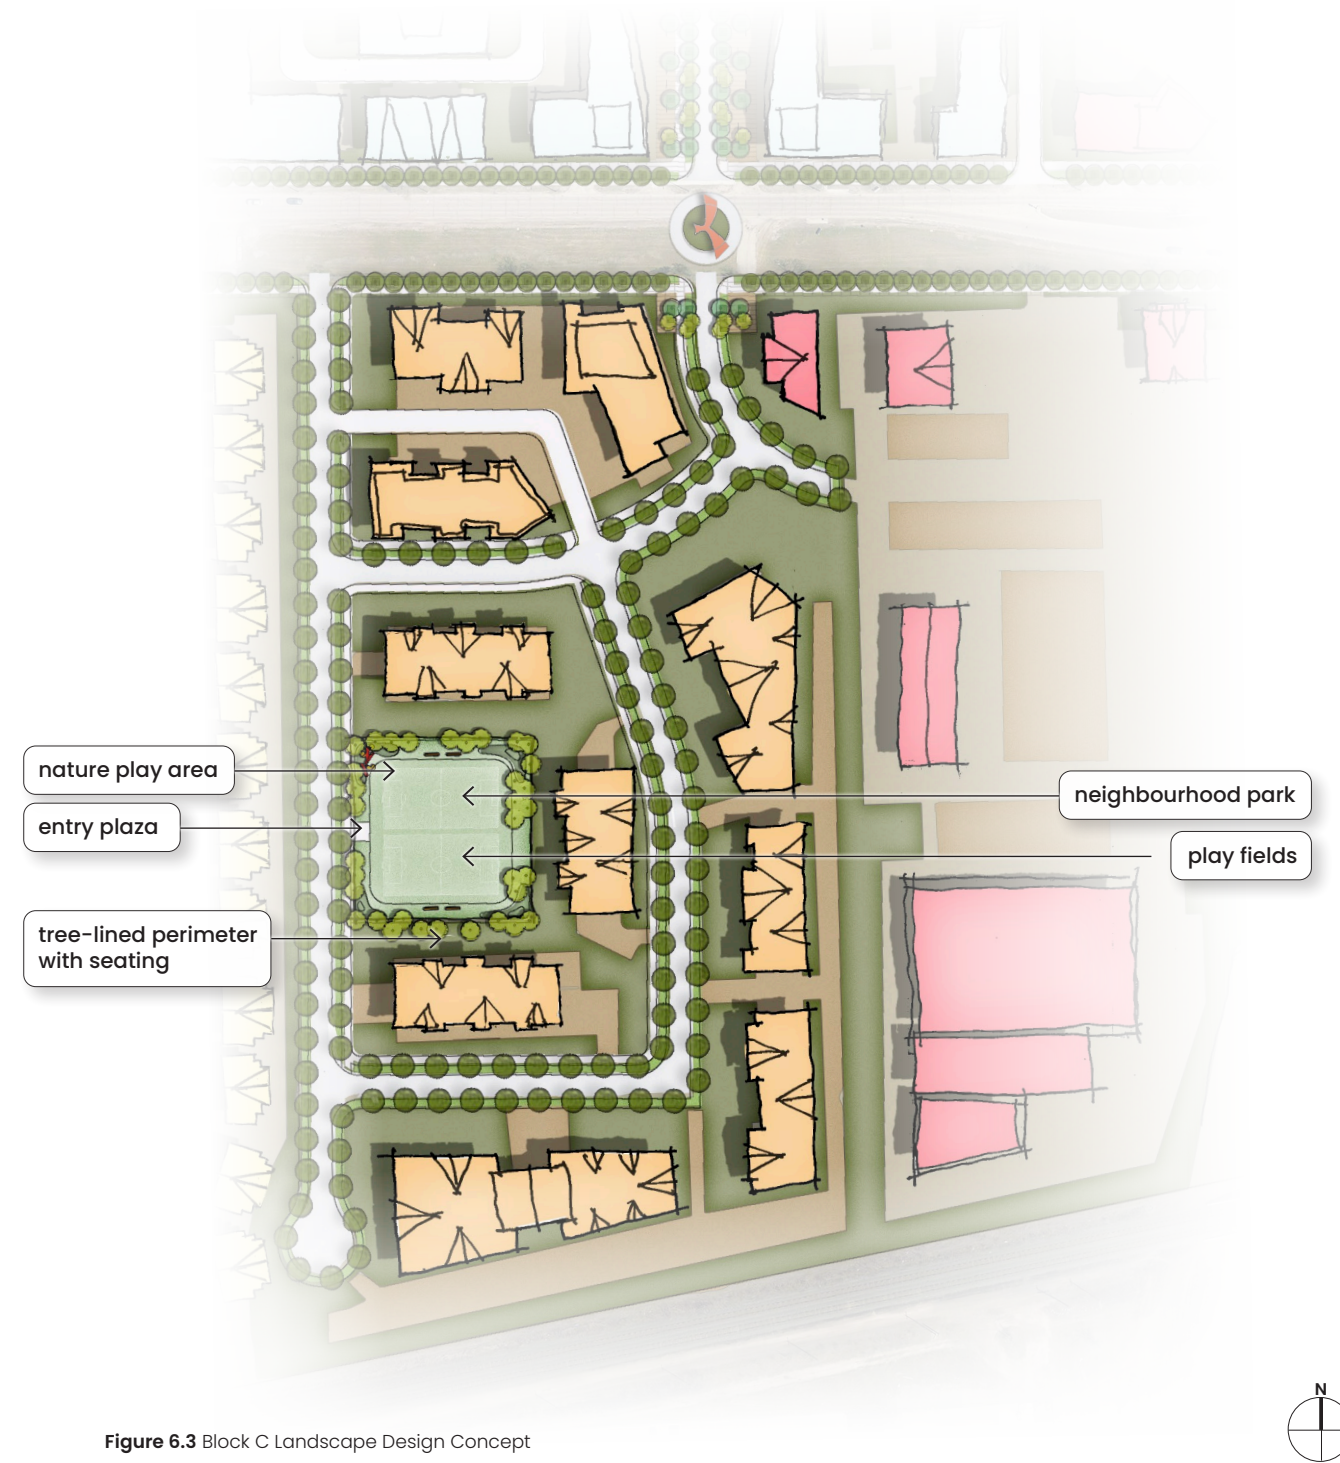 nature play area
entry plaza
tree-lined perimeter
with seating
neighbourhood park
play fields
N
Figure 6.3 Block C Landscape Design Concept